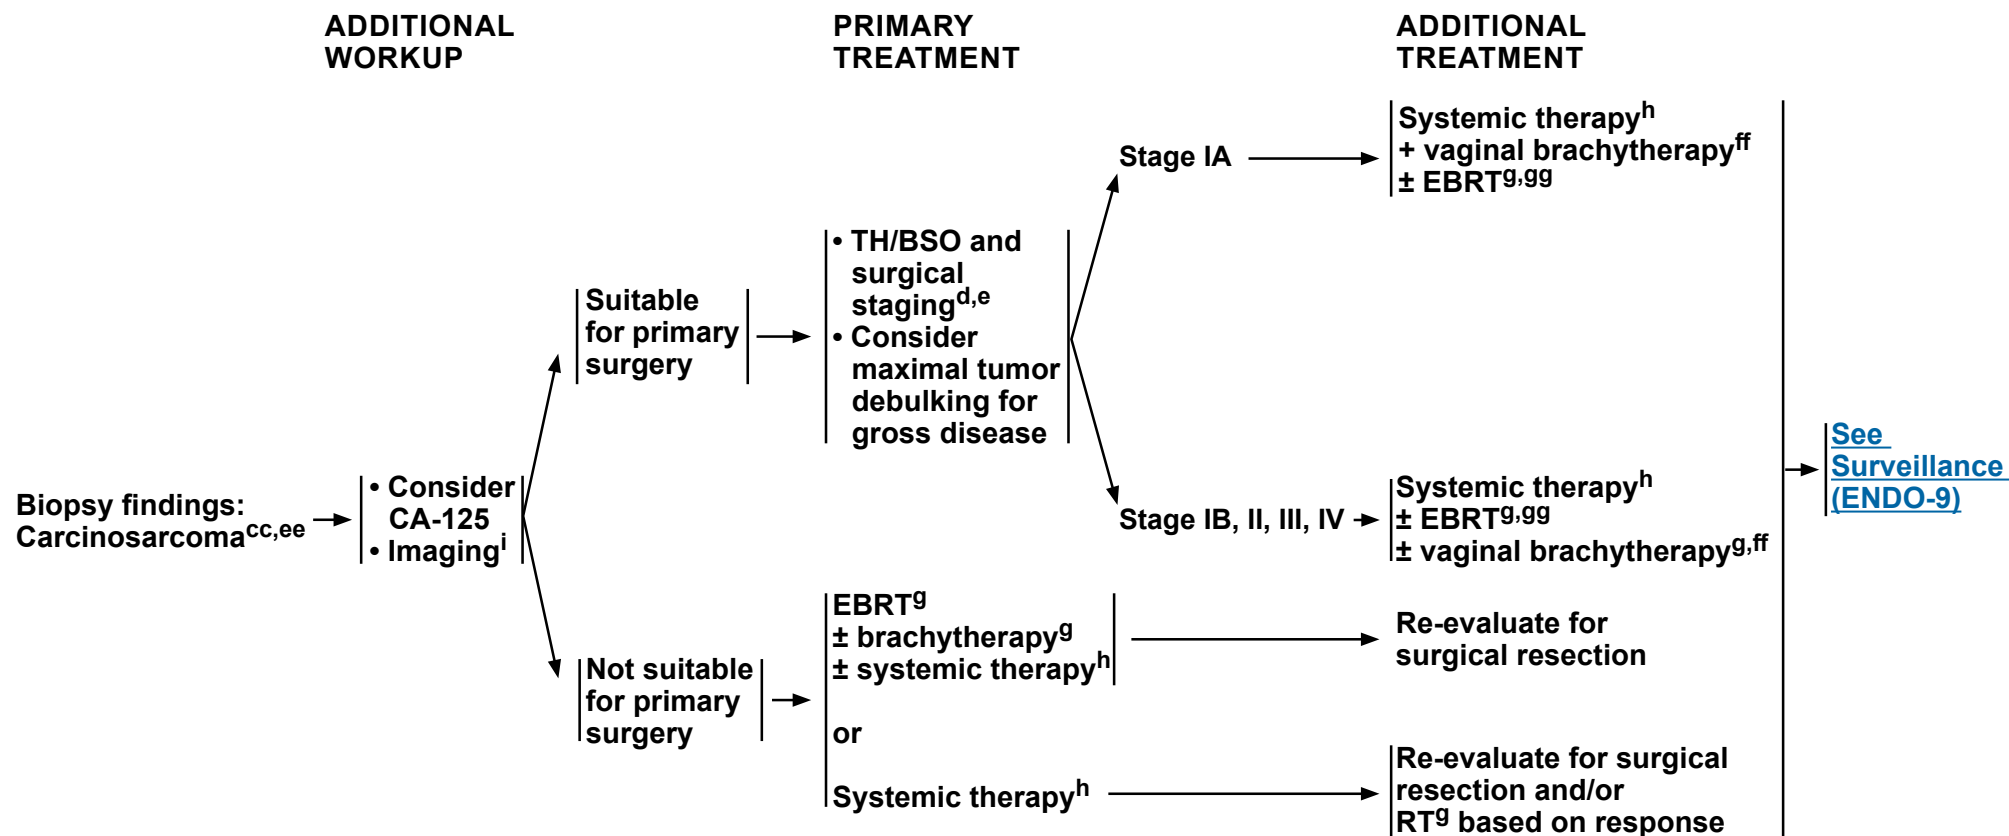 ADDITIONAL
WORKUP
PRIMARY
TREATMENT
ADDITIONAL
TREATMENT
Biopsy findings:
Carcinosarcomacc,ee
• Consider
CA-125
• Imagingi
Suitable
for primary
surgery
• TH/BSO and
surgical
stagingd,e
• Consider
maximal tumor
debulking for
gross disease
Stage IA
Systemic therapyh
+ vaginal brachytherapyff
± EBRTg,gg
Stage IB, II, III, IV
Systemic therapyh
± EBRTg,gg
± vaginal brachytherapyg,ff
Not suitable
for primary
surgery
EBRTg
± brachytherapyg
± systemic therapyh
or
Systemic therapyh
Re-evaluate for
surgical resection
Re-evaluate for surgical
resection and/or
RTg based on response
See
Surveillance
(ENDO-9)